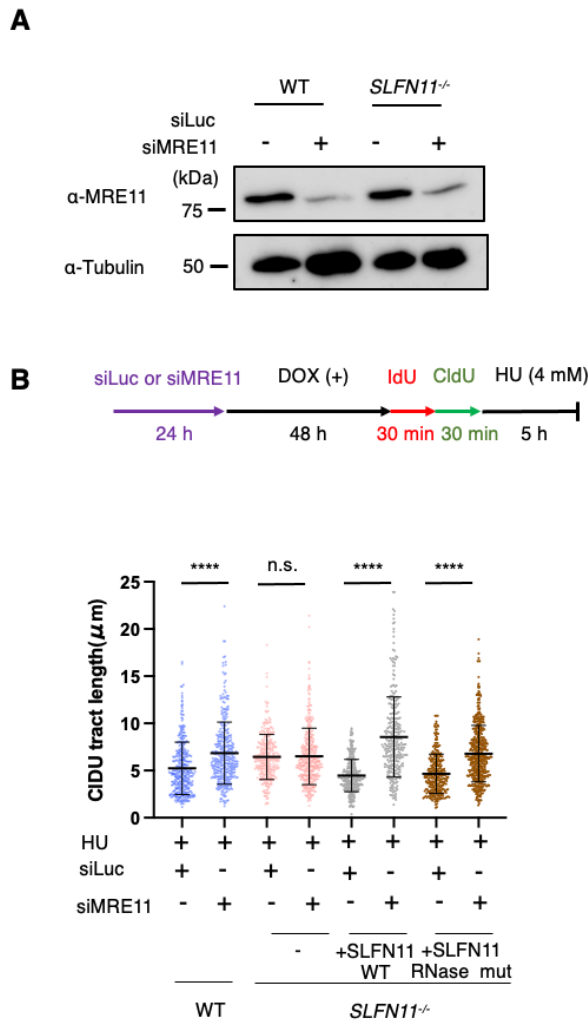 A
WT SLFN11-/-
siLuc
siMRE11 - + - +
(kDa)
α-MRE11
75
α-Tubulin 50
B
siLuc or siMRE11 DOX (+) IdU CldU HU (4 mM)
24 h 48 h 30 min 30 min 5 h
**** n.s. **** ****
25
20
15
10
5
0
CIDU tract length(μm)
HU + + + + + + + +
siLuc + - + - + - + -
siMRE11 - + - + - + - +
- +SLFN11 +SLFN11
WT RNase mut
WT SLFN11-/-